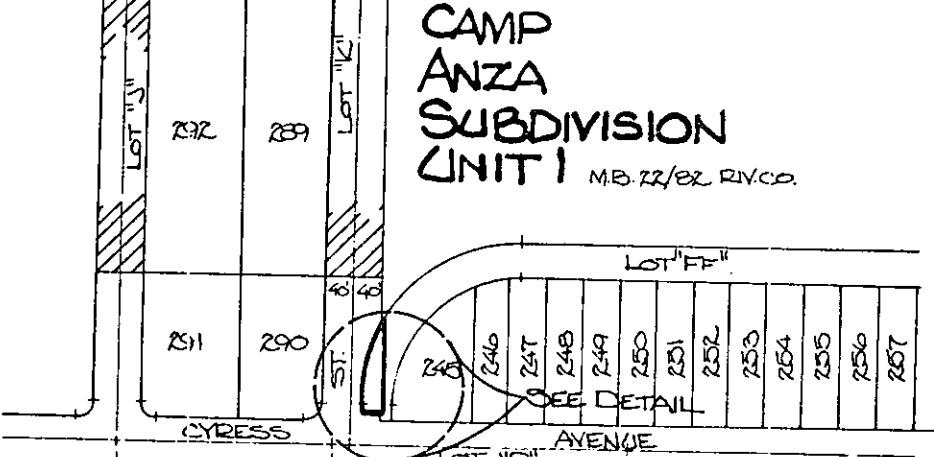 CAMP
ANZA
SUBDIVISION
UNIT 1 M.B. 22/82 RIV.CO.
LOT "J"
292
289
LOT "K"
LOT "FF"
40. 40.
291
290
ST.
245
246
247
248
249
250
251
252
253
254
255
256
257
SEE DETAIL
CYRESS
AVENUE